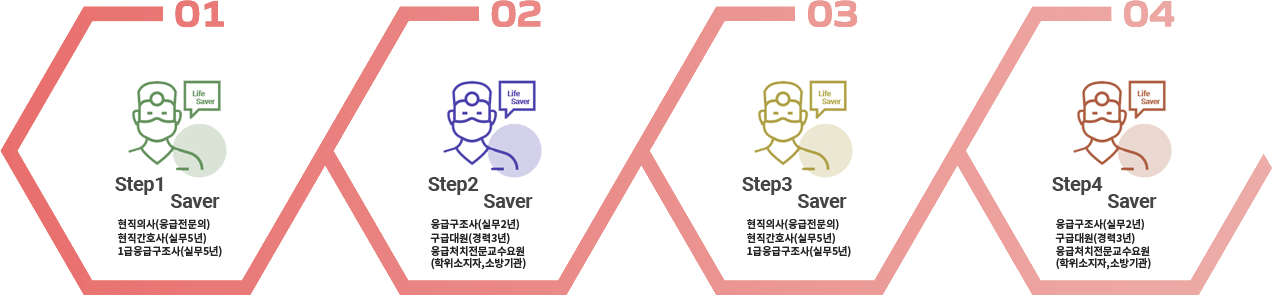 01
Life
Saver
Step1
Saver
현직의사(응급전문의)
현직간호사(실무5년)
1급응급구조사(실무5년)
02
Life
Saver
Step2
Saver
응급구조사(실무2년)
구급대원(경력3년)
응급처치전문교수요원
(학위소지자,소방기관)
03
Life
Saver
Step3
Saver
현직의사(응급전문의)
현직간호사(실무5년)
1급응급구조사(실무5년)
04
Life
Saver
Step4
Saver
응급구조사(실무2년)
구급대원(경력3년)
응급처치전문교수요원
(학위소지자,소방기관)